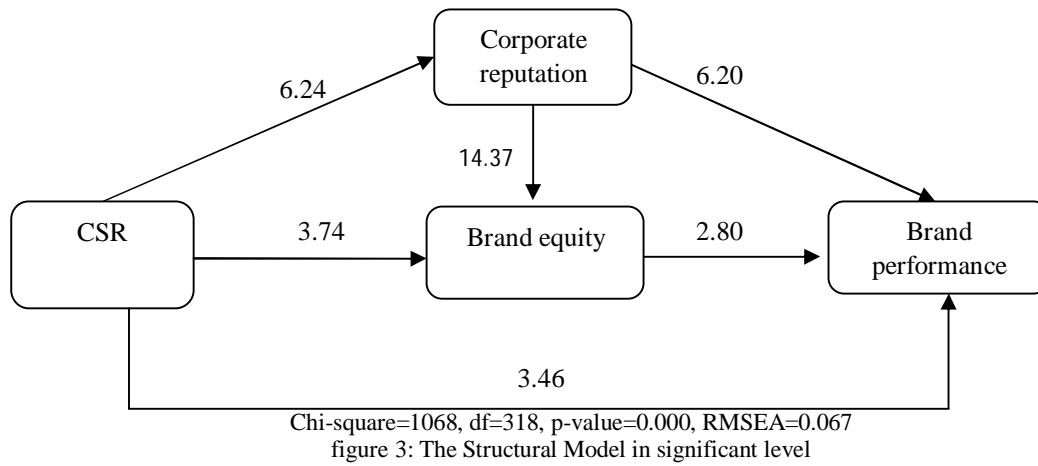 Corporate
reputation
6.24
6.20
14.37
CSR
3.74
Brand equity
2.80
Brand
performance
3.46
Chi-square=1068, df=318, p-value=0.000, RMSEA=0.067
figure 3: The Structural Model in significant level